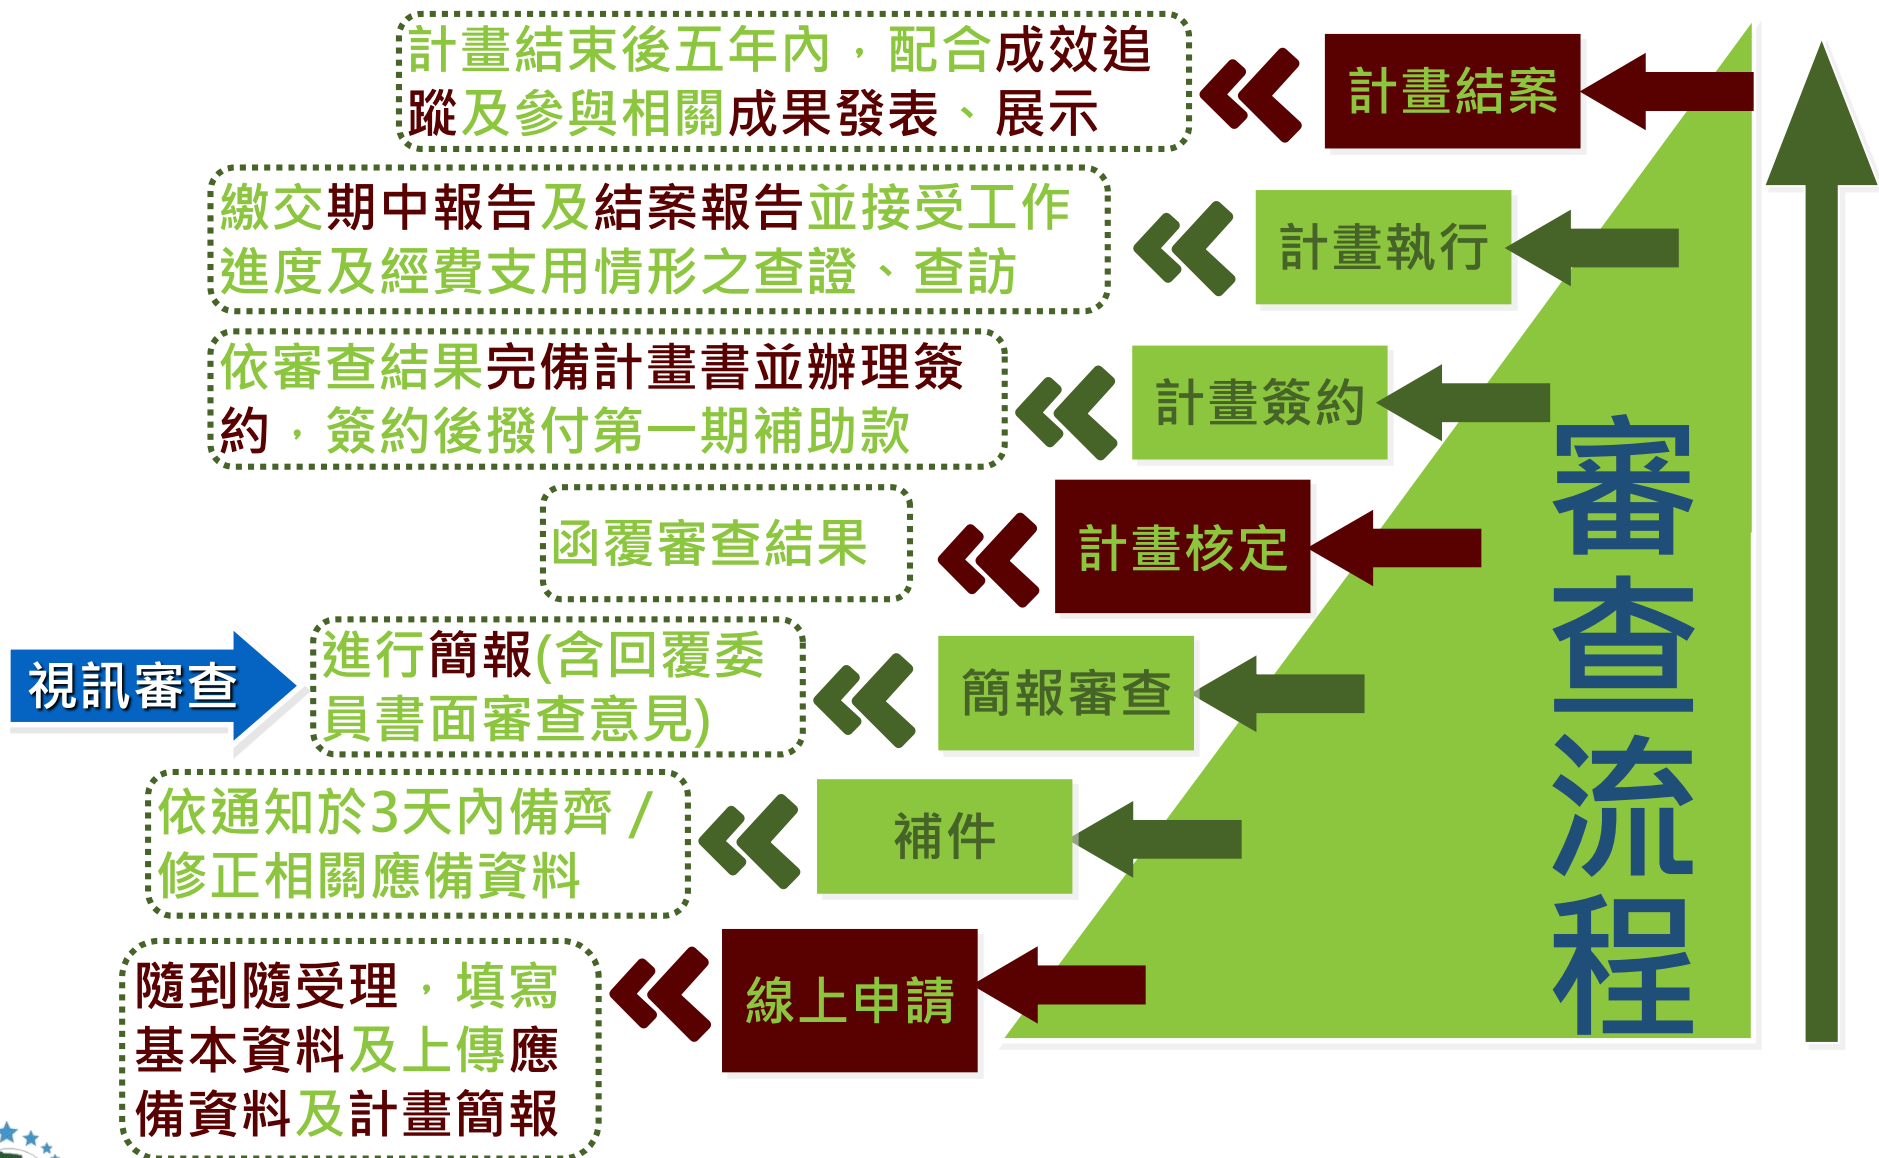 計畫結束後五年內，配合成效追
蹤及參與相關成果發表、展示
計畫結案
繳交期中報告及結案報告並接受工作
進度及經費支用情形之查證、查訪
計畫執行
依審查結果完備計畫書並辦理簽
約，簽約後撥付第一期補助款
計畫簽約
函覆審查結果
計畫核定
視訊審查
進行簡報(含回覆委
員書面審查意見)
簡報審查
依通知於3天內備齊/
修正相關應備資料
補件
隨到隨受理，填寫
基本資料及上傳應
備資料及計畫簡報
線上申請
審查流程